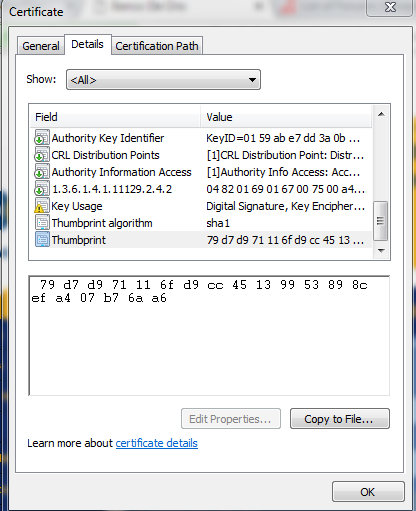 Certificate
General Details Certification Path
Show: <All>
Field Value
Authority Key Identifier KeyID=01 59 ab e7 dd 3a 0b ...
CRL Distribution Points [1]CRL Distribution Point: Distr...
Authority Information Access [1]Authority Info Access: Acc...
1.3.6.1.4.1.11129.2.4.2 04 82 01 69 01 67 00 75 00 a4...
Key Usage Digital Signature, Key Encipher...
Thumbprint algorithm sha1
Thumbprint 79 d7 d9 71 11 6f d9 cc 45 13 ...
79 d7 d9 71 11 6f d9 cc 45 13 99 53 89 8c
ef a4 07 b7 6a a6
Edit Properties... Copy to File...
Learn more about certificate details
OK